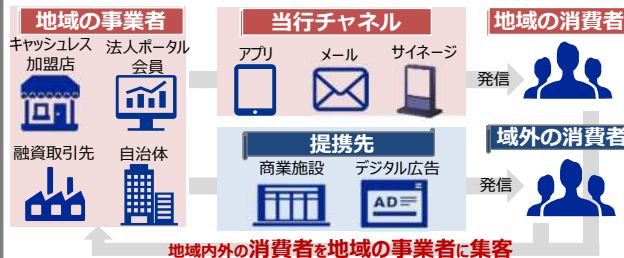 地域の事業者
キャッシュレス
加盟店
法人ポータル
会員
融資取引先
自治体
当行チャネル
アプリ
メール
サイネージ
提携先
商業施設
デジタル広告
AD
発信
地域の消費者
発信
域外の消費者
地域内外の消費者を地域の事業者に集客